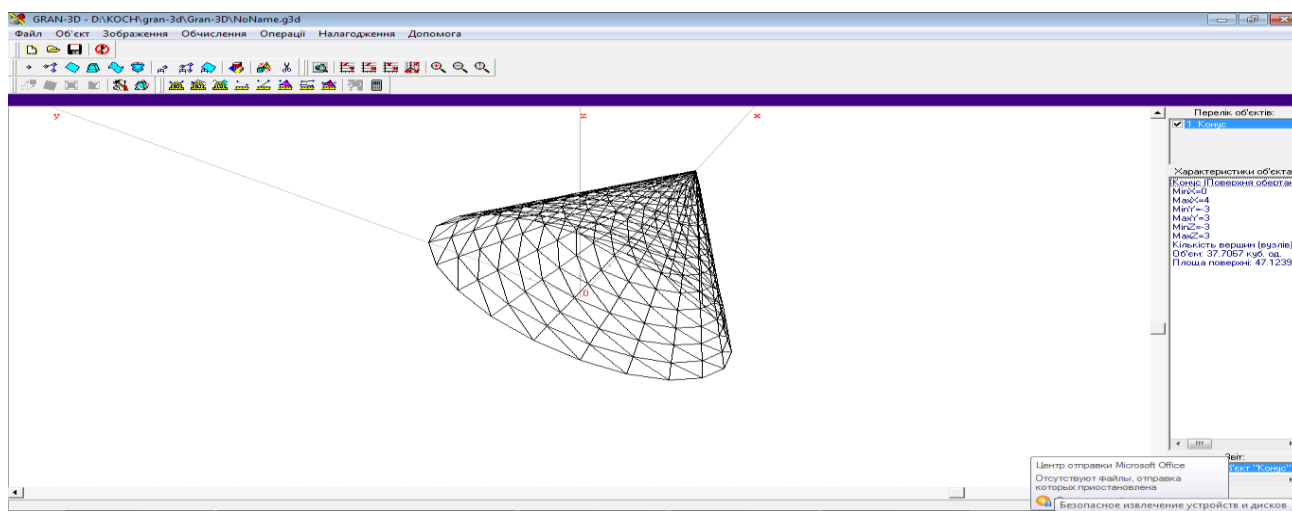 GRAN-3D - D:\KOCH\gran-3d\Gran-3D\NoName.g3d
Файл Об'єкт Зображення Обчислення Операції Налагодження Допомога
y z x
0
Перелік об'єктів:
1. Конус
Характеристики об'єкта
Конус (Поверхня обертан
MinX=0
MaxX=4
MinY=-3
MaxY=3
MinZ=-3
MaxZ=3
Кількість вершин (вузлів)
Об'єм: 37.7067 куб. од.
Площа поверхні: 47.1239
Звіт:
б'єкт "Конус"
Центр отправки Microsoft Office
Отсутствуют файлы, отправка
которых приостановлена
Безопасное извлечение устройств и дисков